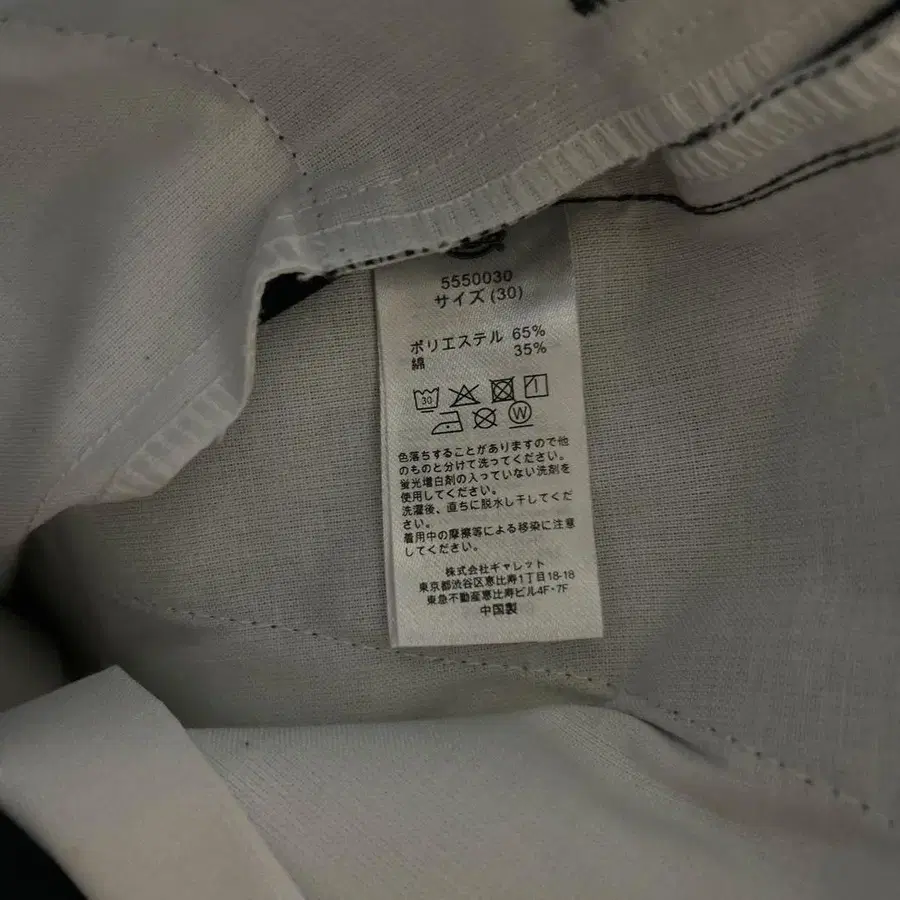 5550030
サイズ(30)
ポリエステル 65%
綿 35%
30
W
色落ちすることがありますので他
のものと分けて洗ってください。
蛍光増白剤の入っていない洗剤を
使用してください。
洗濯後、直ちに脱水し干してくだ
さい。
着用中の摩擦等による移染に注意
してください。
株式会社ギャレット
東京都渋谷区恵比寿1丁目18-18
東急不動産恵比寿ビル4F・7F
中国製